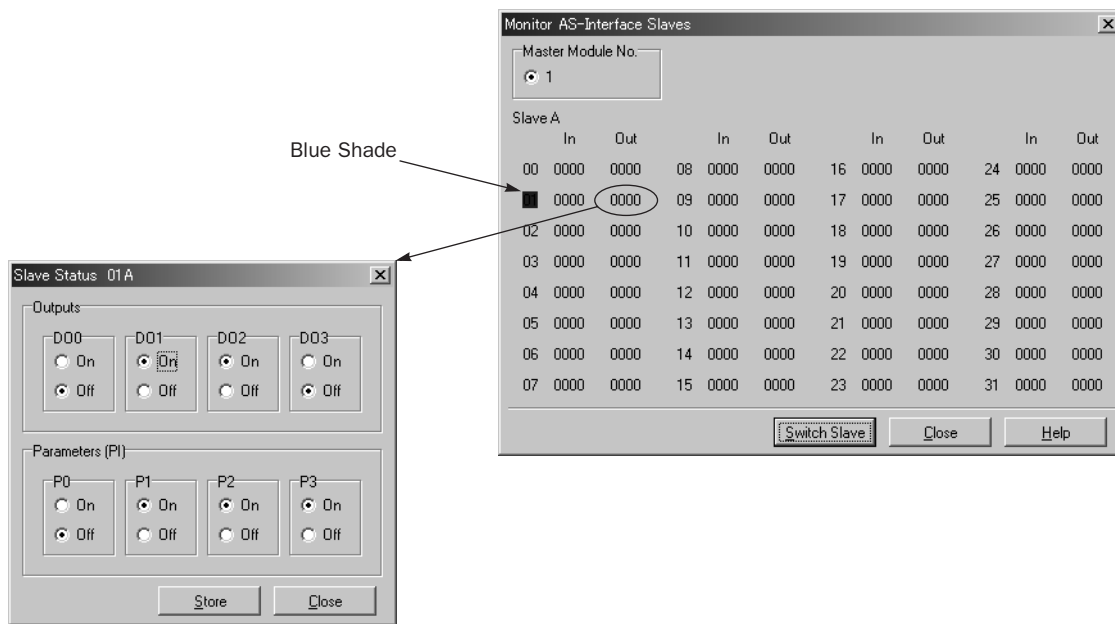 Monitor AS-Interface Slaves
Master Module No.
1
Slave A
In Out In Out In Out In Out
00 0000 0000 08 0000 0000 16 0000 0000 24 0000 0000
01 0000 0000 09 0000 0000 17 0000 0000 25 0000 0000
02 0000 0000 10 0000 0000 18 0000 0000 26 0000 0000
03 0000 0000 11 0000 0000 19 0000 0000 27 0000 0000
04 0000 0000 12 0000 0000 20 0000 0000 28 0000 0000
05 0000 0000 13 0000 0000 21 0000 0000 29 0000 0000
06 0000 0000 14 0000 0000 22 0000 0000 30 0000 0000
07 0000 0000 15 0000 0000 23 0000 0000 31 0000 0000
Switch Slave Close Help
Blue Shade
Slave Status 01A
Outputs
DO0 DO1 DO2 DO3
On On On On
Off Off Off Off
Parameters (PI)
P0 P1 P2 P3
On On On On
Off Off Off Off
Store Close